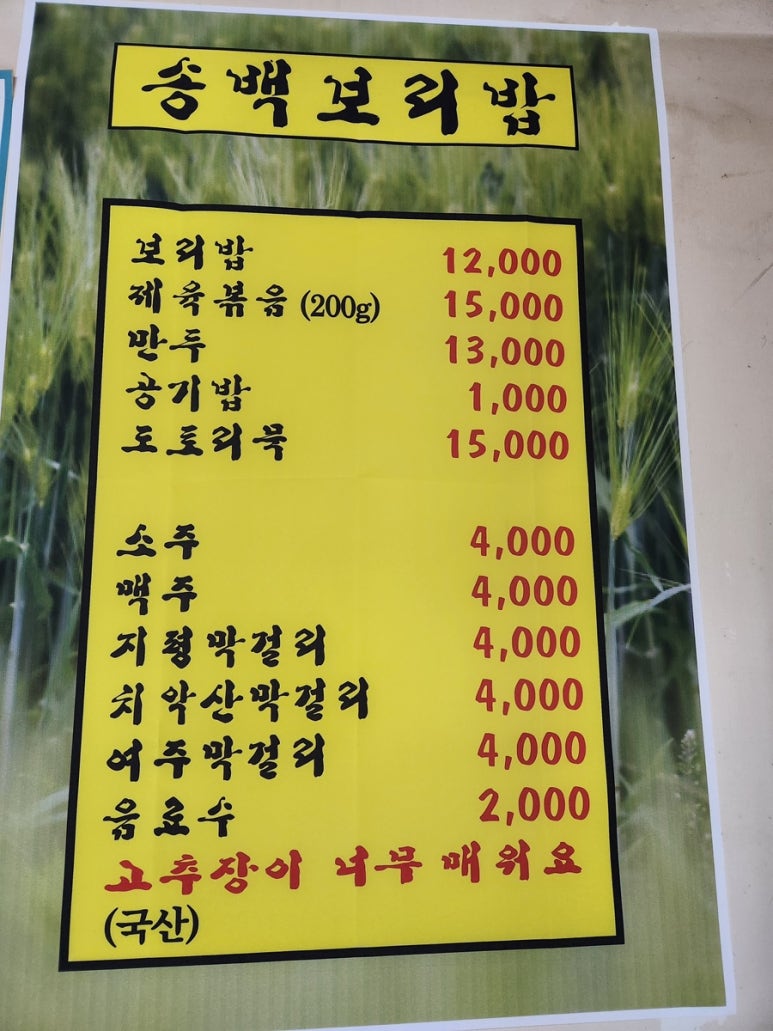 송백보리밥
보리밥 12,000
제육볶음 (200g) 15,000
만두 13,000
공기밥 1,000
도토리묵 15,000
소주 4,000
맥주 4,000
지평막걸리 4,000
치악산막걸리 4,000
여주막걸리 4,000
음료수 2,000
고추장이 너무 매워요
(국산)